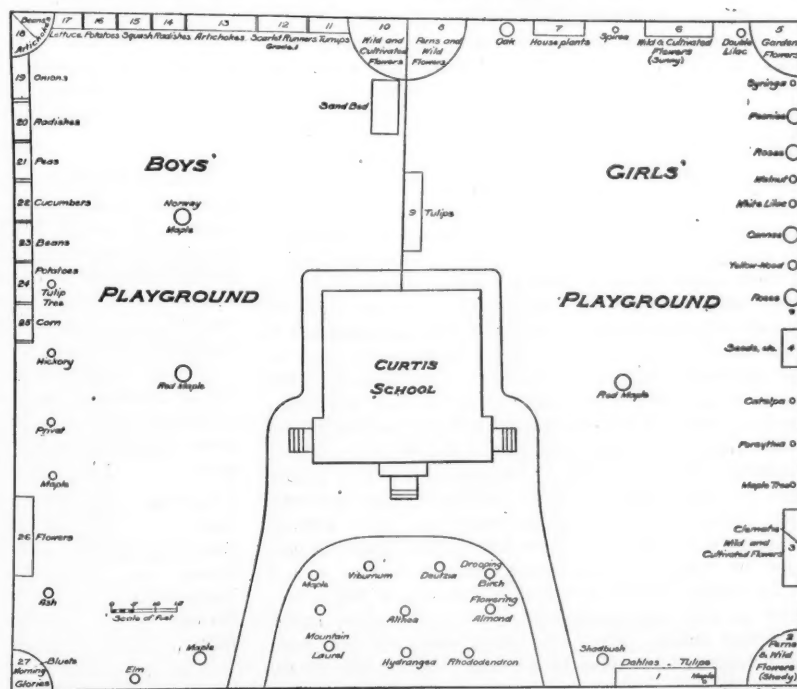 Beans
18
Artichokes
17
Lettuce
16
Potatoes
15
Squash
14
Radishes
13
Artichokes
12
Scarlet Runners
Grade 1
11
Turnips
10
Wild and
Cultivated
Flowers
8
Ferns and
Wild
Flowers
Oak
7
House plants
Spirea
6
Wild & Cultivated
Flowers
(Sunny)
Double
Lilac
5
Garden
Flowers
19 Onions
20 Radishes
21 Peas
22 Cucumbers
23 Beans
Potatoes
24
Tulip
Tree
25 Corn
Hickory
Privet
Maple
26 Flowers
Ash
27
Morning
Glories
Bluets
Elm
Maple
Scale of Feet
Sand Bed
BOYS'
Norway
Maple
PLAYGROUND
Red Maple
9 Tulips
GIRLS'
PLAYGROUND
Red Maple
CURTIS
SCHOOL
Syringa
Peonies
Roses
Walnut
White Lilac
Cannas
Yellow-Wood
Roses
Seeds, etc. 4
Catalpa
Forsythia
Maple Tree
Clematis
3
Wild and
Cultivated Flowers
2
Ferns
& Wild
Flowers
(Shady)
Maple
Viburnum
Deutzia
Drooping
Birch
Althea
Flowering
Almond
Mountain
Laurel
Hydrangea
Rhododendron
Shadbush
Dahlias - Tulips
1
Maple